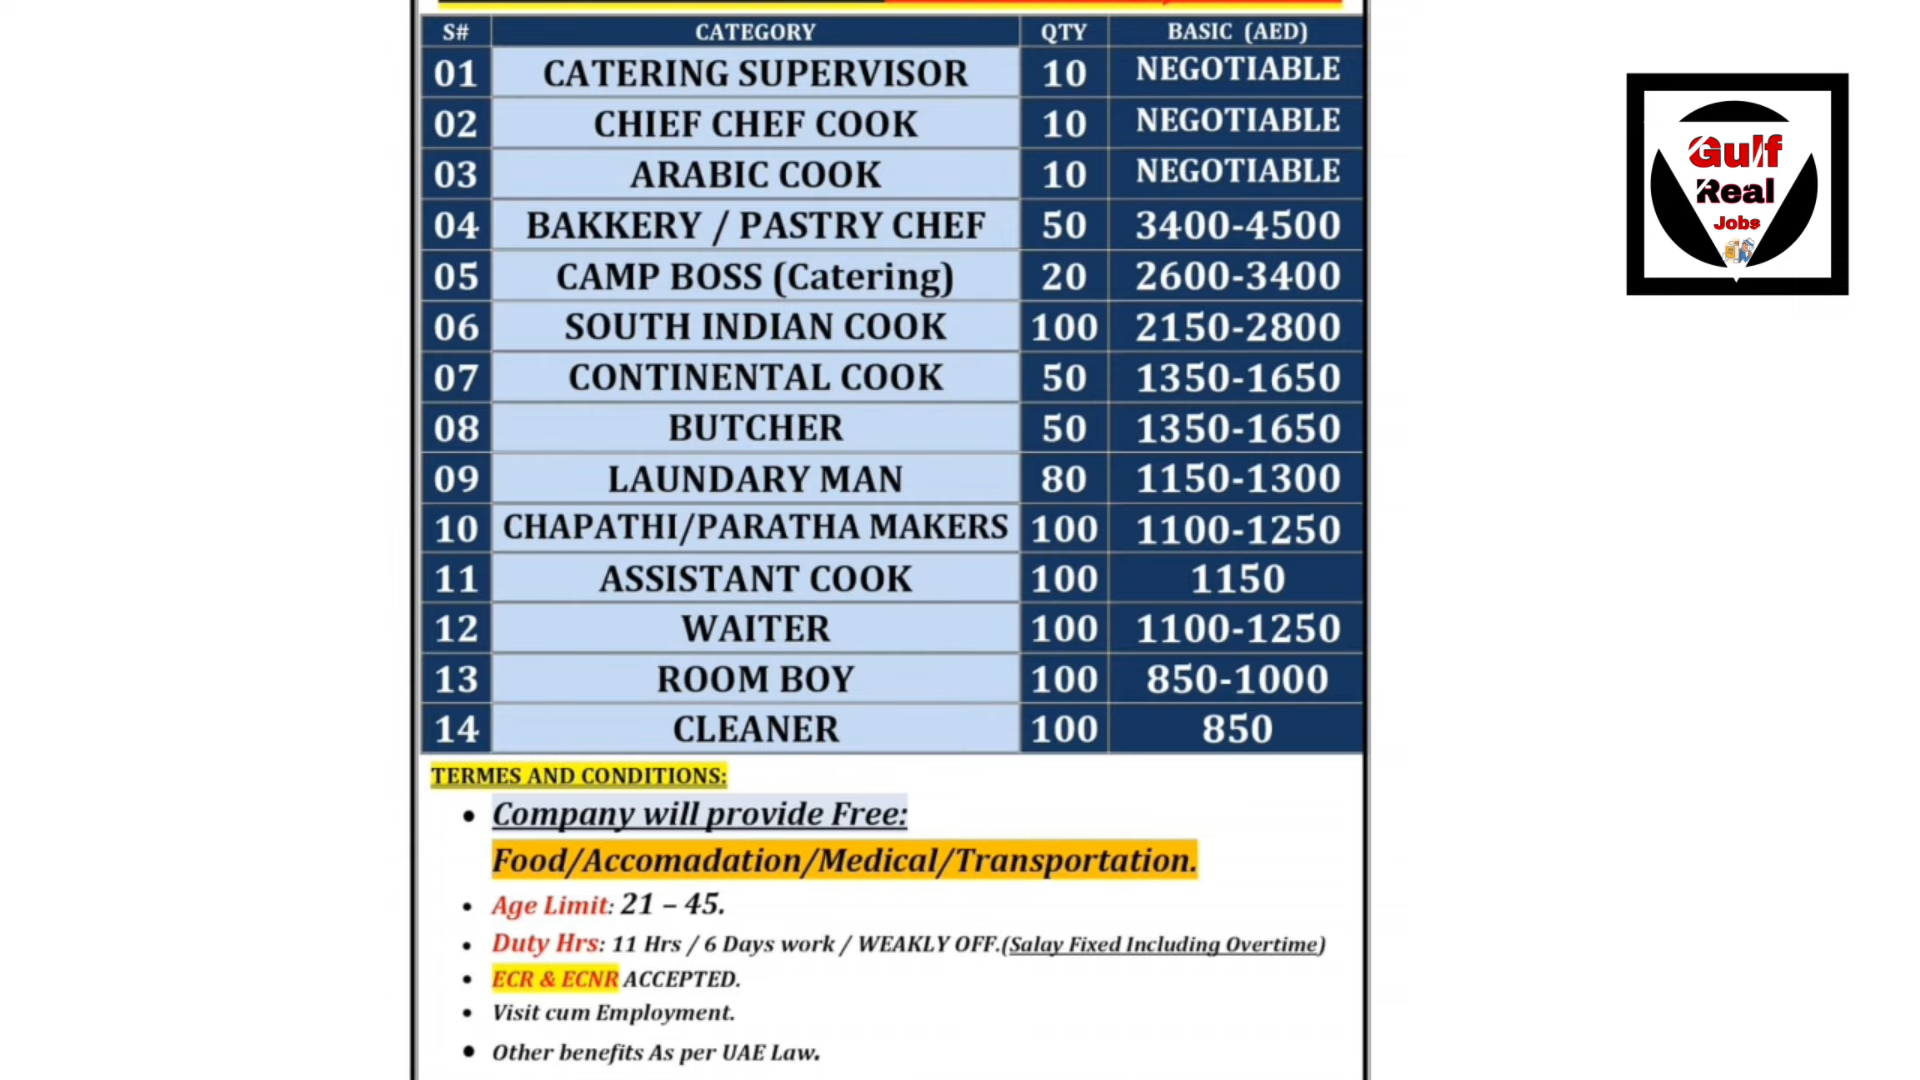 S# CATEGORY QTY BASIC (AED)
01 CATERING SUPERVISOR 10 NEGOTIABLE
02 CHIEF CHEF COOK 10 NEGOTIABLE
03 ARABIC COOK 10 NEGOTIABLE
04 BAKKERY / PASTRY CHEF 50 3400-4500
05 CAMP BOSS (Catering) 20 2600-3400
06 SOUTH INDIAN COOK 100 2150-2800
07 CONTINENTAL COOK 50 1350-1650
08 BUTCHER 50 1350-1650
09 LAUNDARY MAN 80 1150-1300
10 CHAPATHI/PARATHA MAKERS 100 1100-1250
11 ASSISTANT COOK 100 1150
12 WAITER 100 1100-1250
13 ROOM BOY 100 850-1000
14 CLEANER 100 850
TERMES AND CONDITIONS:
• Company will provide Free:
Food/Accomadation/Medical/Transportation.
• Age Limit: 21 – 45.
• Duty Hrs: 11 Hrs / 6 Days work / WEAKLY OFF.(Salay Fixed Including Overtime)
• ECR & ECNR ACCEPTED.
• Visit cum Employment.
• Other benefits As per UAE Law.
Gulf
Real
Jobs